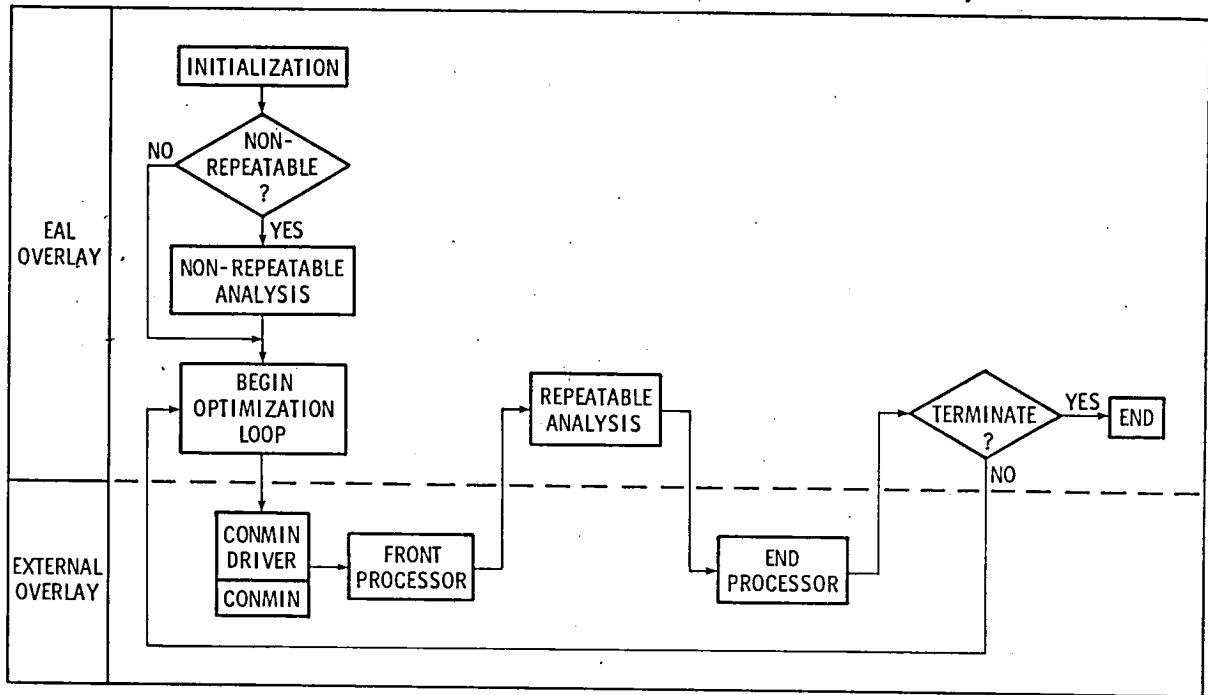 INITIALIZATION
NON-
REPEATABLE
?
NO
YES
NON-REPEATABLE
ANALYSIS
EAL
OVERLAY
BEGIN
OPTIMIZATION
LOOP
REPEATABLE
ANALYSIS
TERMINATE
?
YES
END
NO
EXTERNAL
OVERLAY
CONMIN
DRIVER
CONMIN
FRONT
PROCESSOR
END
PROCESSOR